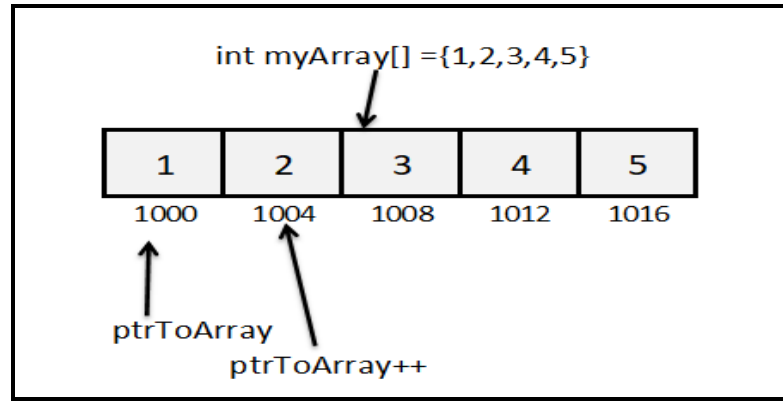 int myArray[] ={1,2,3,4,5}
1 2 3 4 5
1000 1004 1008 1012 1016
ptrToArray
ptrToArray++